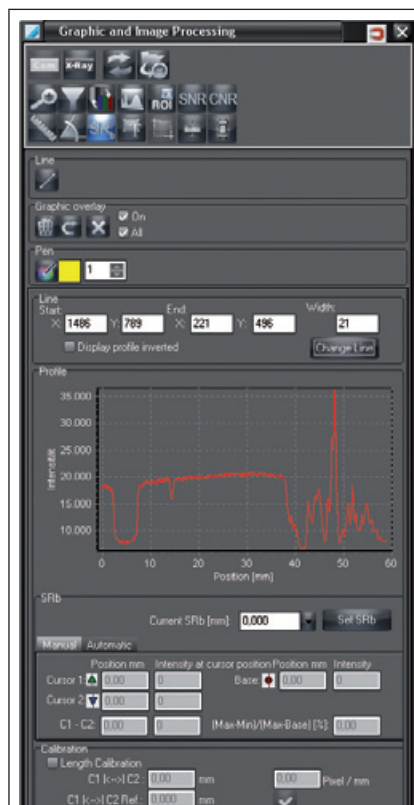 Graphic and Image Processing
X-Ray
ROI SNR CNR
Line
Graphic overlay
On
All
Pen
1
Line
Start: End Width:
X: 1486 Y: 789 X: 221 Y: 496 21
Display profile inverted Change Line
Profile
35.000
30.000
25.000
20.000
15.000
10.000
Intensität
0 10 20 30 40 50 60
Position [mm]
SRb
Current SRb [mm]: 0,000 Set SRb
Manual Automatic
Position mm Intensity at cursor position Position mm Intensity
Cursor 1: 0,00 0 Base: 0,00 0
Cursor 2: 0,00 0
C1 - C2: 0,00 0 (Max-Min)/(Max-Base) [%]: 0,00
Calibration
Length Calibration
C1 |<-->| C2 : 0,00 mm 0,00 Pixel / mm
C1 |<-->| C2 Ref.: 0,000 mm